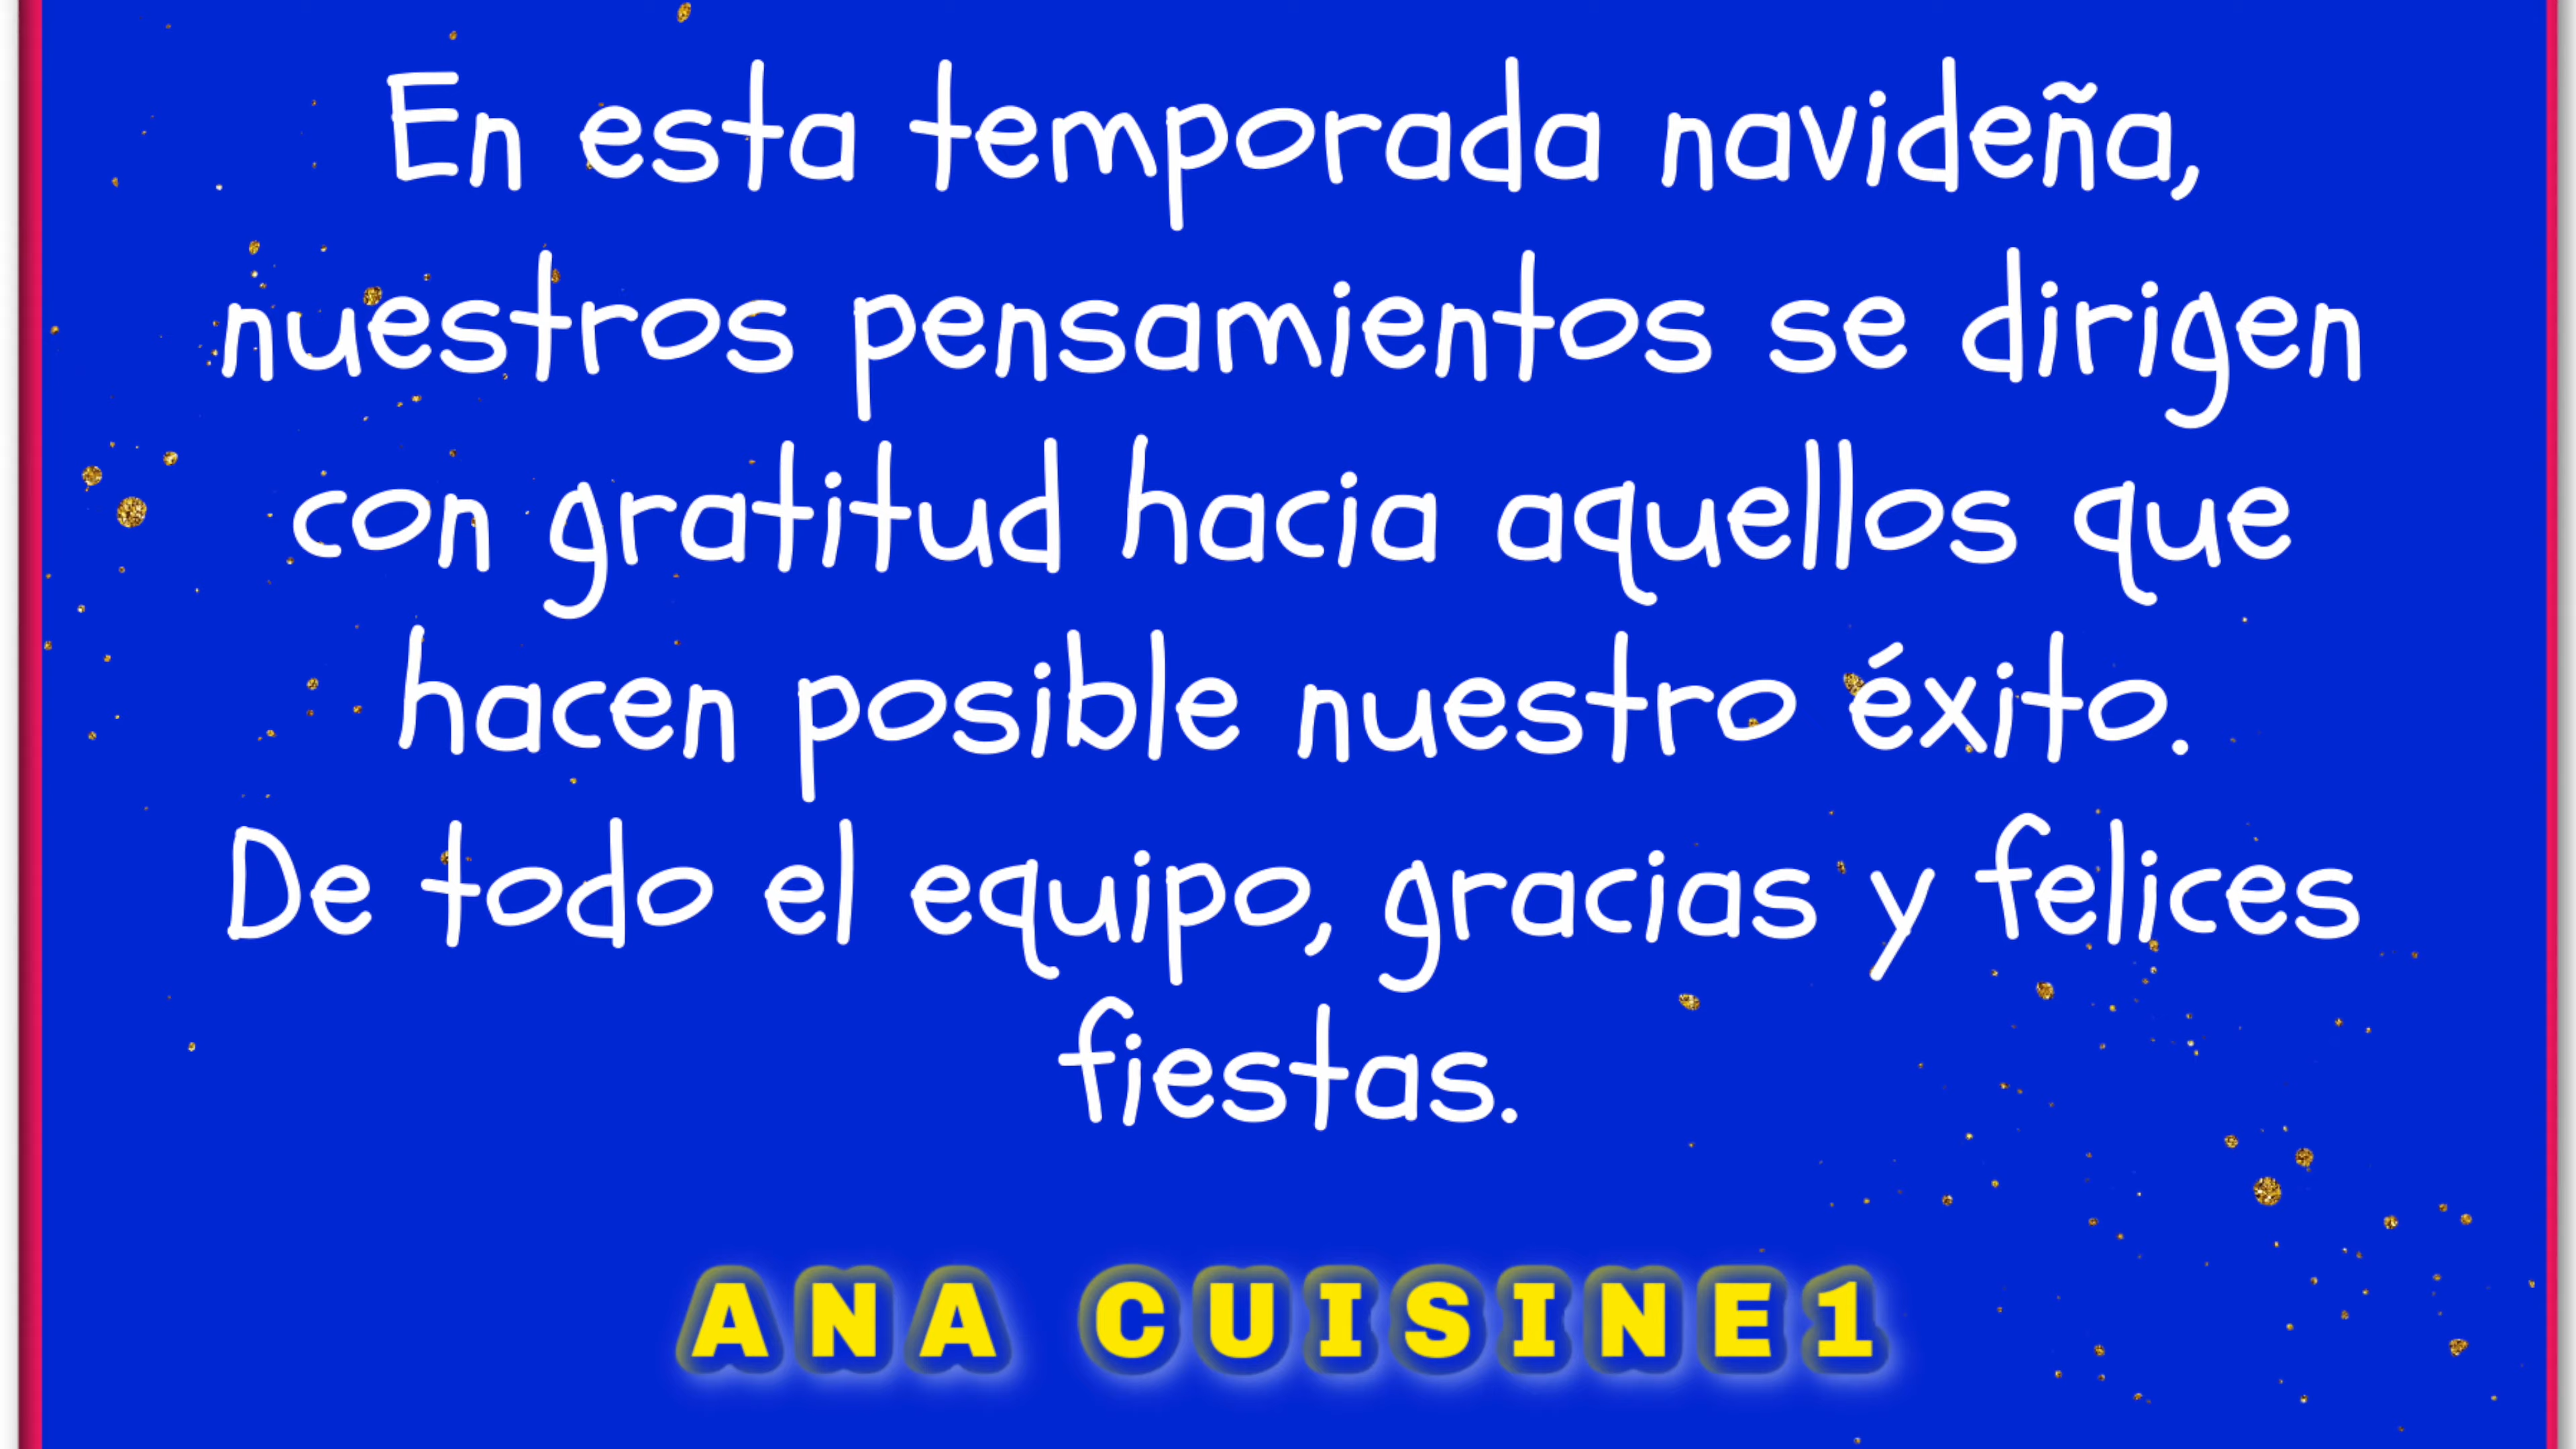 En esta temporada navideña,
nuestros pensamientos se dirigen
con gratitud hacia aquellos que
hacen posible nuestro éxito.
De todo el equipo, gracias y felices
fiestas.
ANA CUISINE1